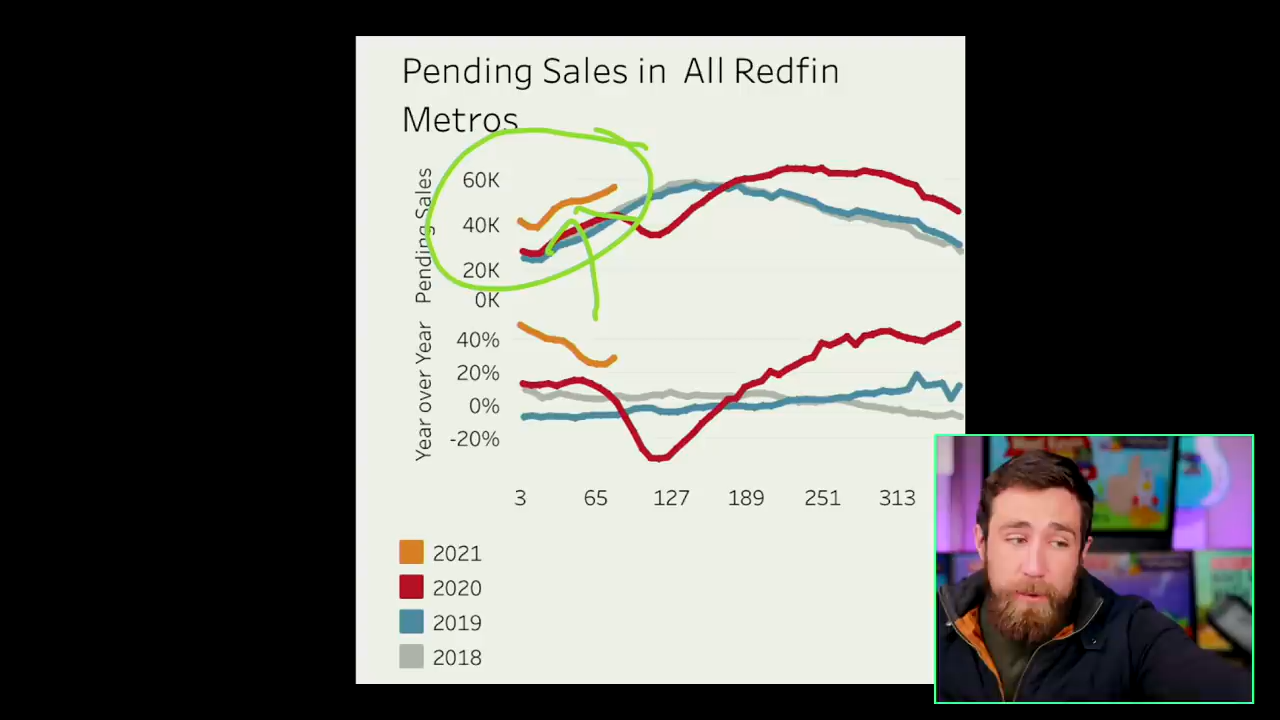 Pending Sales in All Redfin
Metros
Pending Sales
60K
40K
20K
0K
Year over Year
40%
20%
0%
-20%
3 65 127 189 251 313
2021
2020
2019
2018